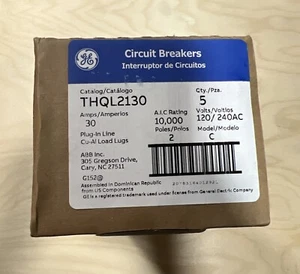 GE
Circuit Breakers
Interruptor de Circuitos
Catalog/Catálogo
THQL2130
Qty./Pza.
5
Amps/Amperios
30
A.I.C Rating
10,000
Volts/Voltios
120/ 240AC
Plug-In Line
Cu-Al Load Lugs
Poles/Polos
2
Model/Modelo
C
ABB Inc.
305 Gregson Drive,
Cary, NC 27511
G152@
Assembled in Dominican Republic
from US Components
GE is a registered trademark used under license from General Electric Company